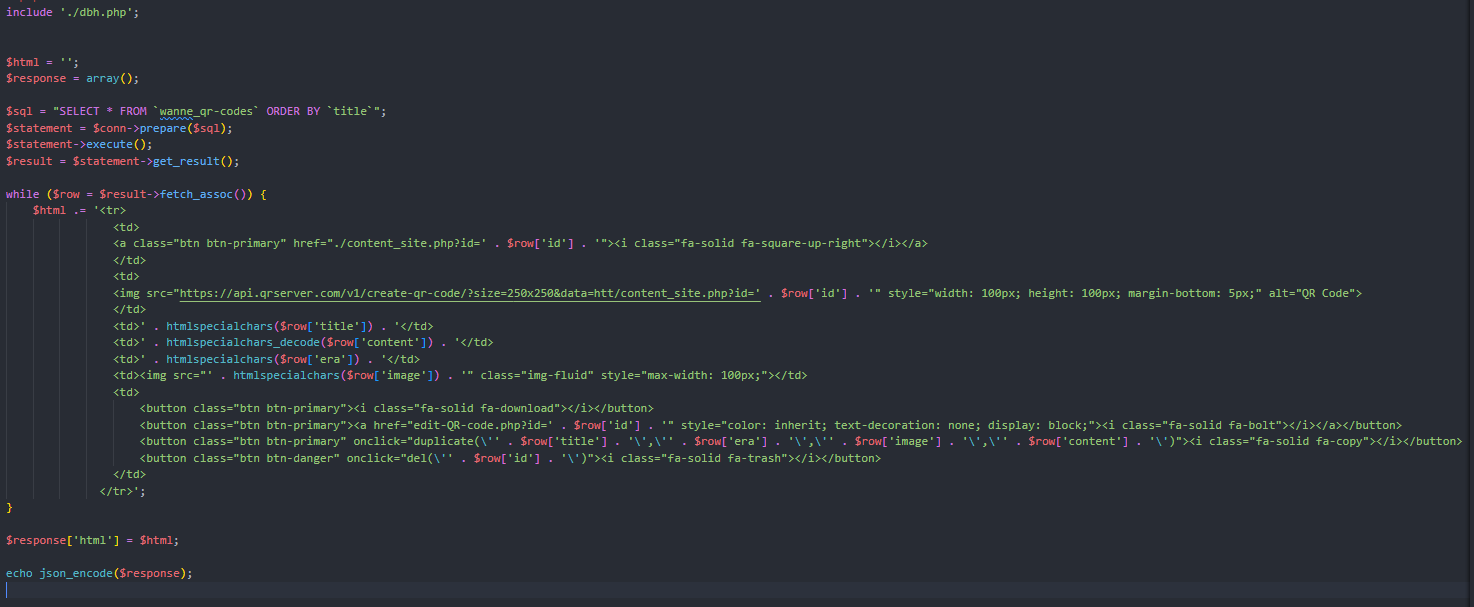 include './dbh.php';
$html = '';
$response = array();
$sql = "SELECT * FROM `wanne_qr-codes` ORDER BY `title`";
$statement = $conn->prepare($sql);
$statement->execute();
$result = $statement->get_result();
while ($row = $result->fetch_assoc()) {
$html .= '<tr>
<td>
<a class="btn btn-primary" href="./content_site.php?id=' . $row['id'] . '"><i class="fa-solid fa-square-up-right"></i></a>
</td>
<td>
<img src="https://api.qrserver.com/v1/create-qr-code/?size=250x250&data=htt/content_site.php?id=' . $row['id'] . '" style="width: 100px; height: 100px; margin-bottom: 5px;" alt="QR Code">
</td>
<td>' . htmlspecialchars($row['title']) . '</td>
<td>' . htmlspecialchars_decode($row['content']) . '</td>
<td>' . htmlspecialchars($row['era']) . '</td>
<td><img src="' . htmlspecialchars($row['image']) . '" class="img-fluid" style="max-width: 100px;"></td>
<td>
<button class="btn btn-primary"><i class="fa-solid fa-download"></i></button>
<button class="btn btn-primary"><a href="edit-QR-code.php?id=' . $row['id'] . '" style="color: inherit; text-decoration: none; display: block;"><i class="fa-solid fa-bolt"></i></a></button>
<button class="btn btn-primary" onclick="duplicate(\'' . $row['title'] . '\',\'' . $row['era'] . '\',\'' . $row['image'] . '\',\'' . $row['content'] . '\')"><i class="fa-solid fa-copy"></i></button>
<button class="btn btn-danger" onclick="del(\'' . $row['id'] . '\')"><i class="fa-solid fa-trash"></i></button>
</td>
</tr>';
}
$response['html'] = $html;
echo json_encode($response);